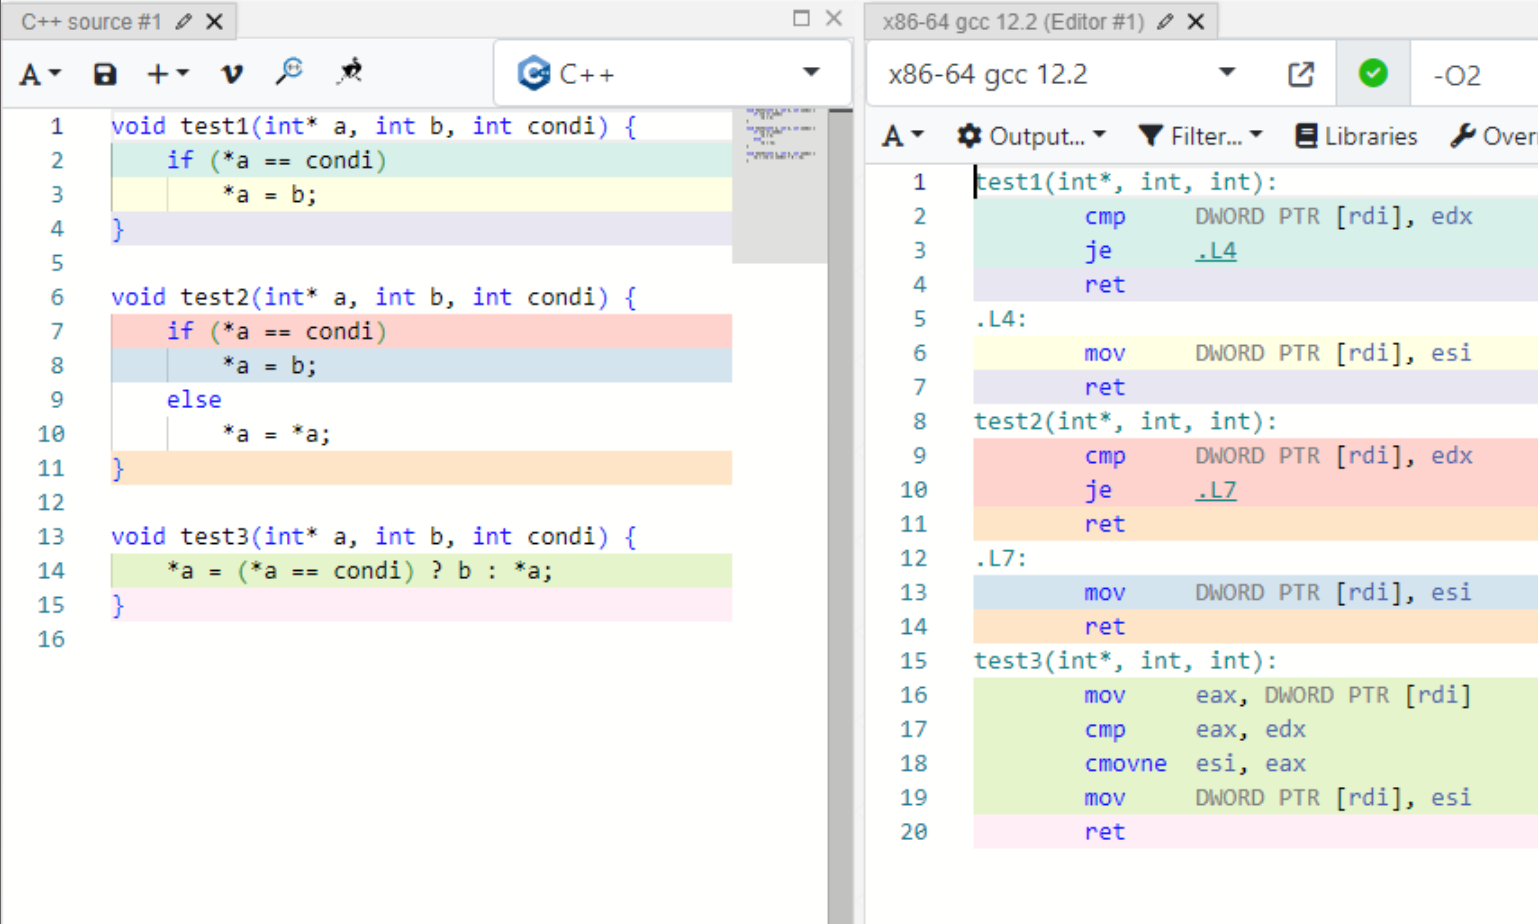 C++ source #1
A
C++
1 void test1(int* a, int b, int condi) {
2 if (*a == condi)
3 *a = b;
4 }
5
6 void test2(int* a, int b, int condi) {
7 if (*a == condi)
8 *a = b;
9 else
10 *a = *a;
11 }
12
13 void test3(int* a, int b, int condi) {
14 *a = (*a == condi) ? b : *a;
15 }
16
x86-64 gcc 12.2 (Editor #1)
x86-64 gcc 12.2 -O2
A Output... Filter... Libraries Over
1 test1(int*, int, int):
2 cmp DWORD PTR [rdi], edx
3 je .L4
4 ret
5 .L4:
6 mov DWORD PTR [rdi], esi
7 ret
8 test2(int*, int, int):
9 cmp DWORD PTR [rdi], edx
10 je .L7
11 ret
12 .L7:
13 mov DWORD PTR [rdi], esi
14 ret
15 test3(int*, int, int):
16 mov eax, DWORD PTR [rdi]
17 cmp eax, edx
18 cmovne esi, eax
19 mov DWORD PTR [rdi], esi
20 ret